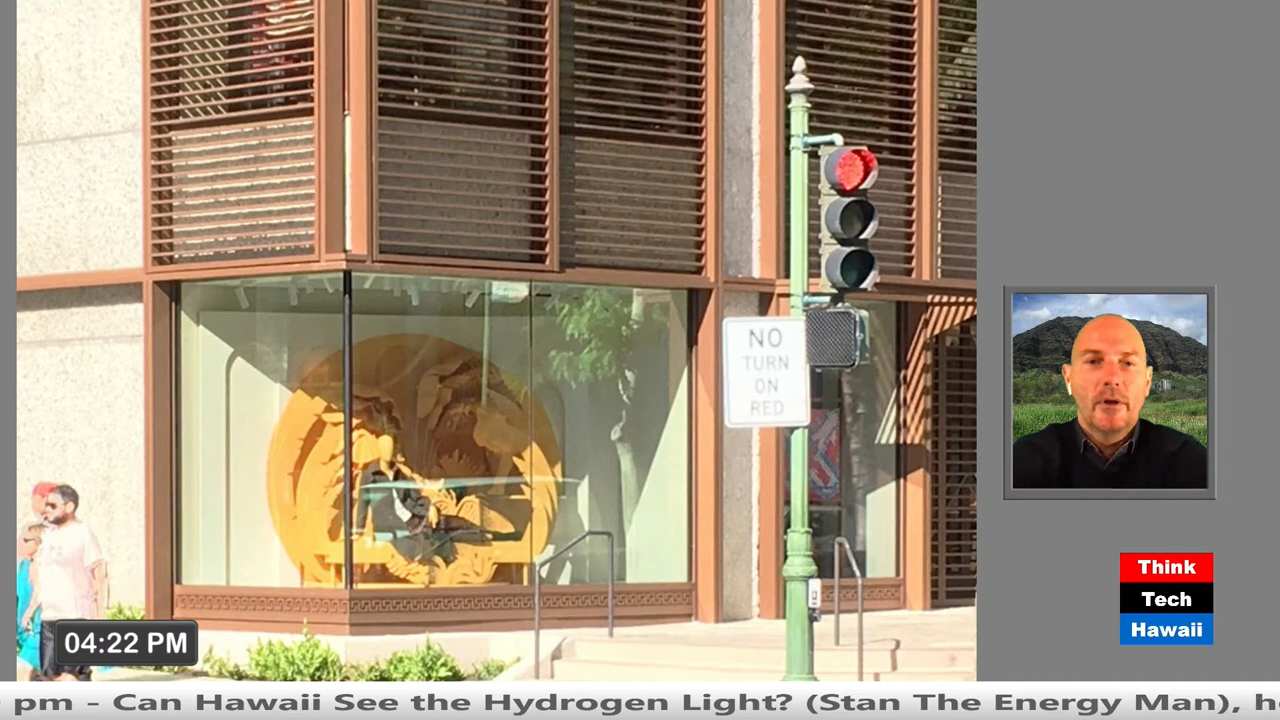 NO
TURN
ON
RED
Think
Tech
Hawaii
04:22 PM
pm - Can Hawaii See the Hydrogen Light? (Stan The Energy Man), h